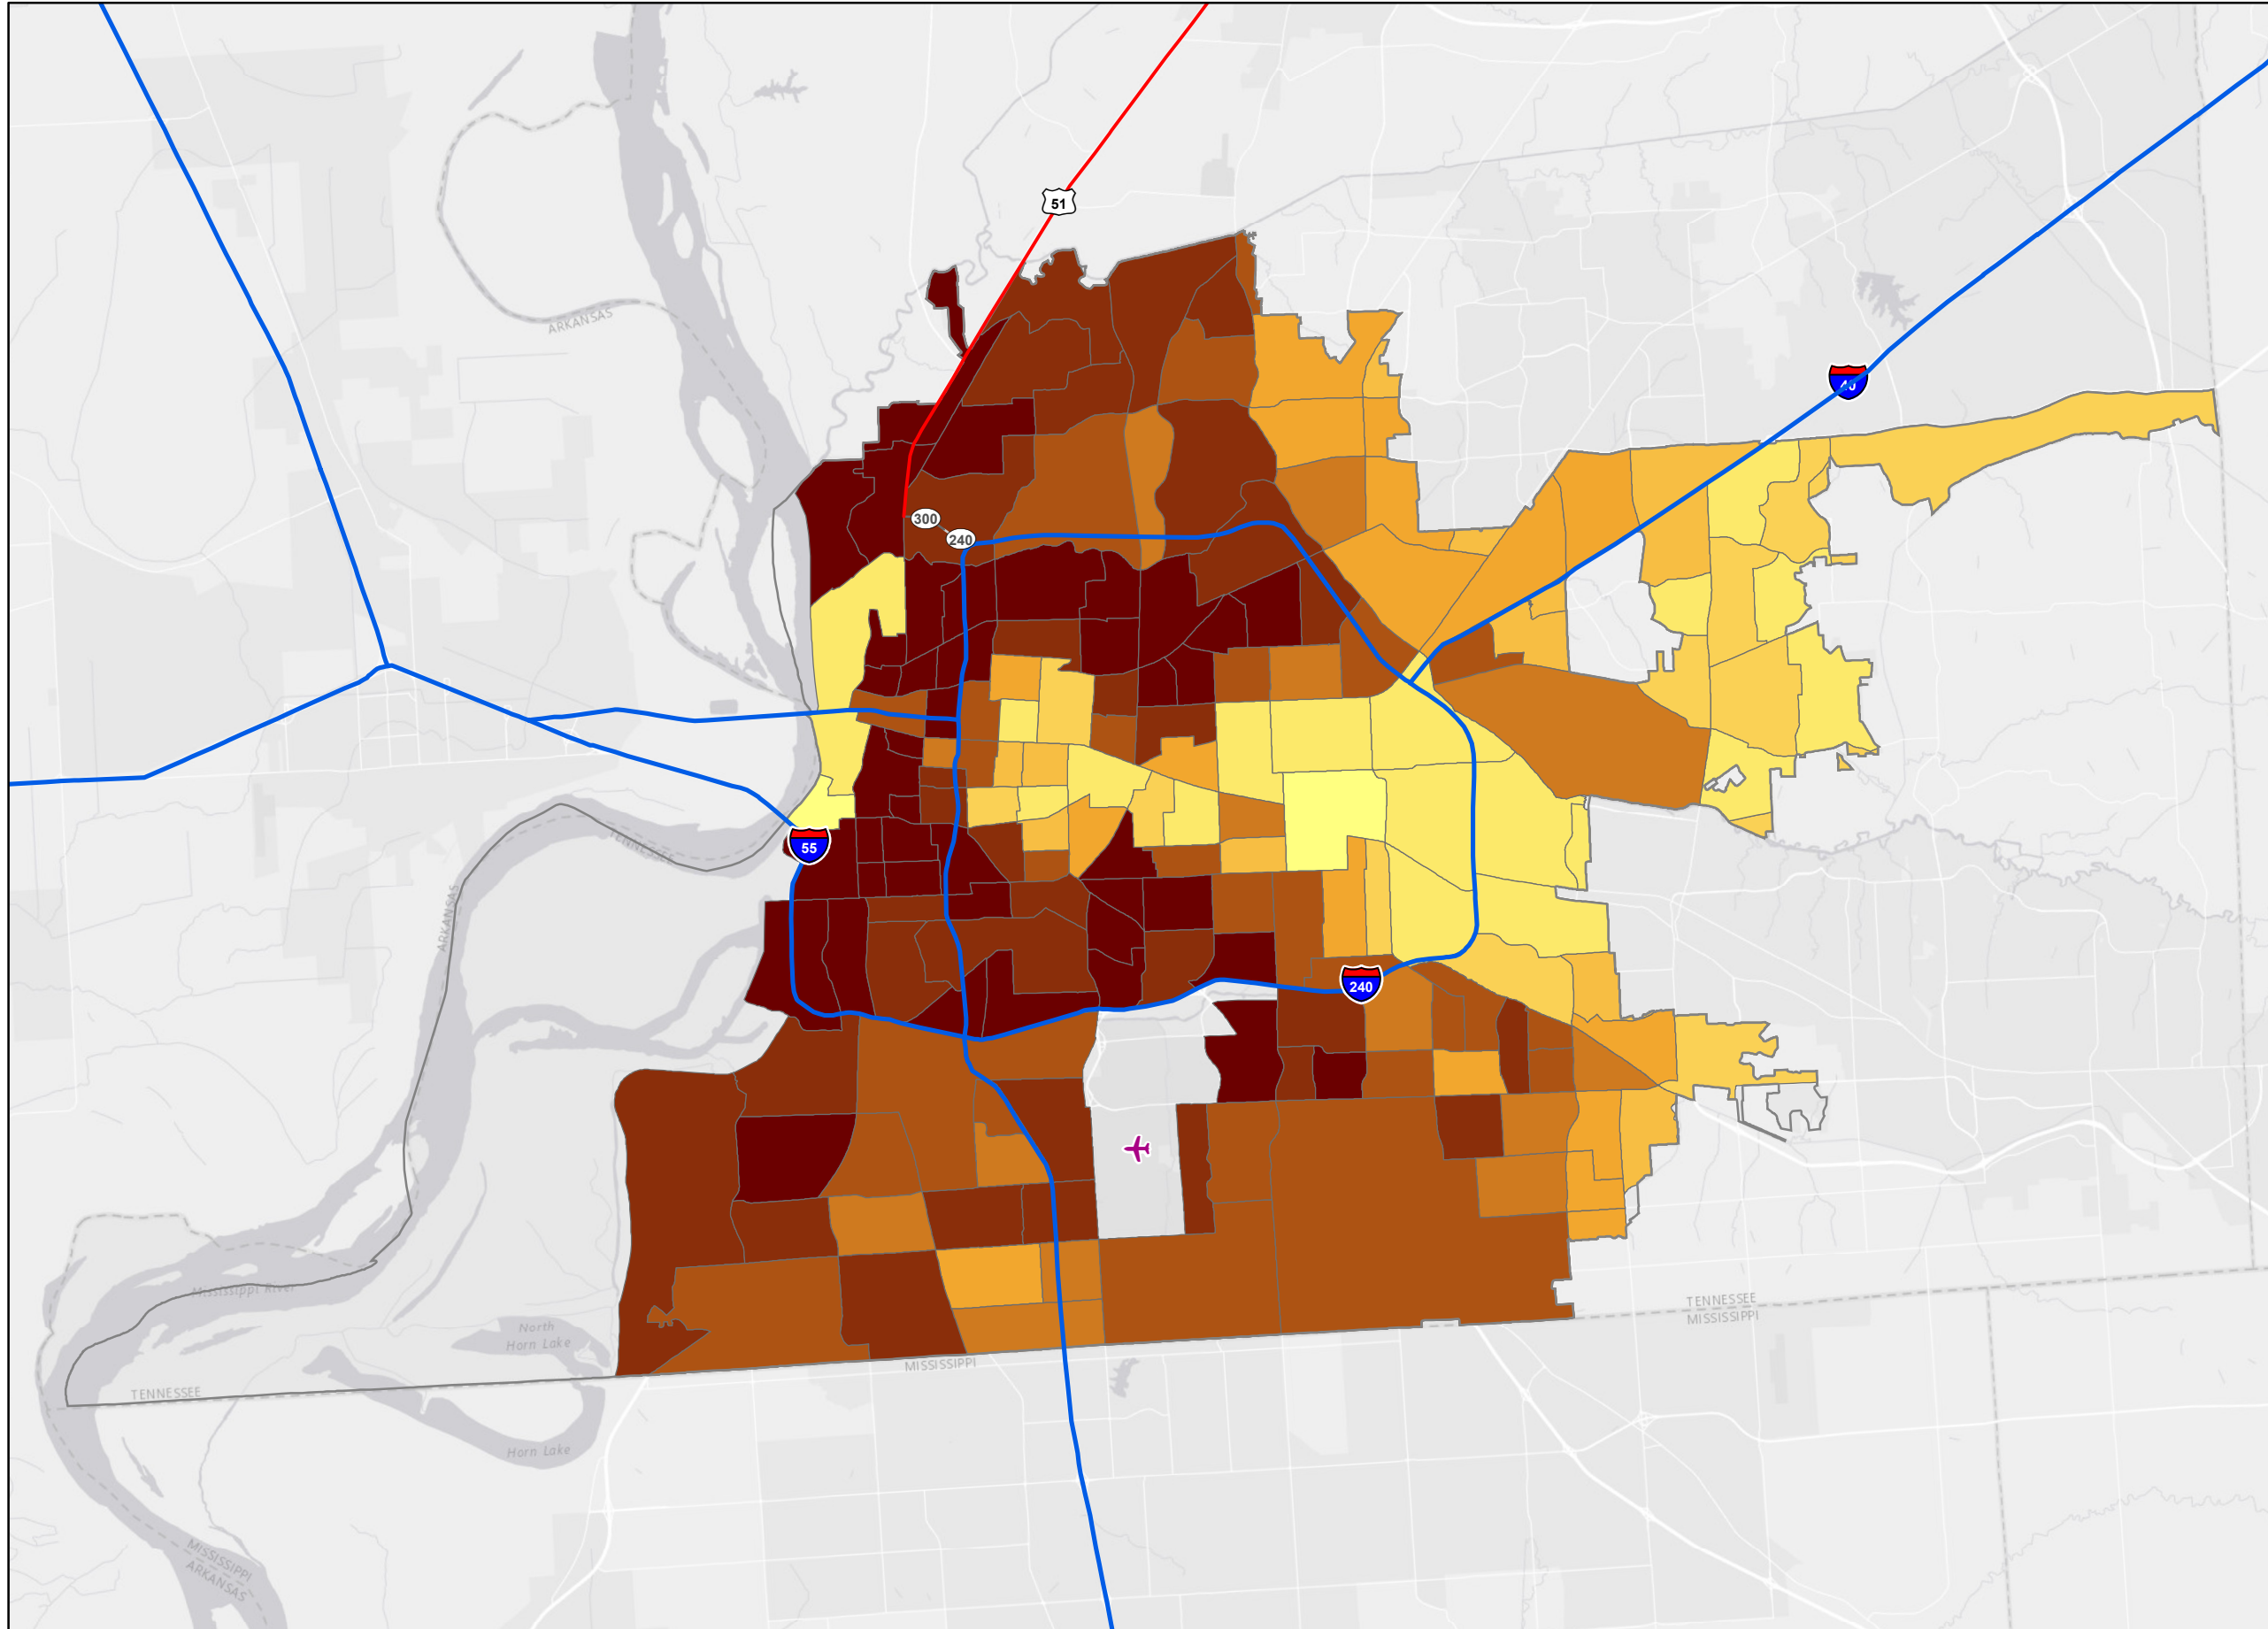 51
ARKANSAS
40
300
240
TENNESSEE
55
ARKANSAS
240
Mississippi River
TENNESSEE
MISSISSIPPI
North
Horn Lake
MISSISSIPPI
TENNESSEE
Horn Lake
MISSISSIPPI
ARKANSAS